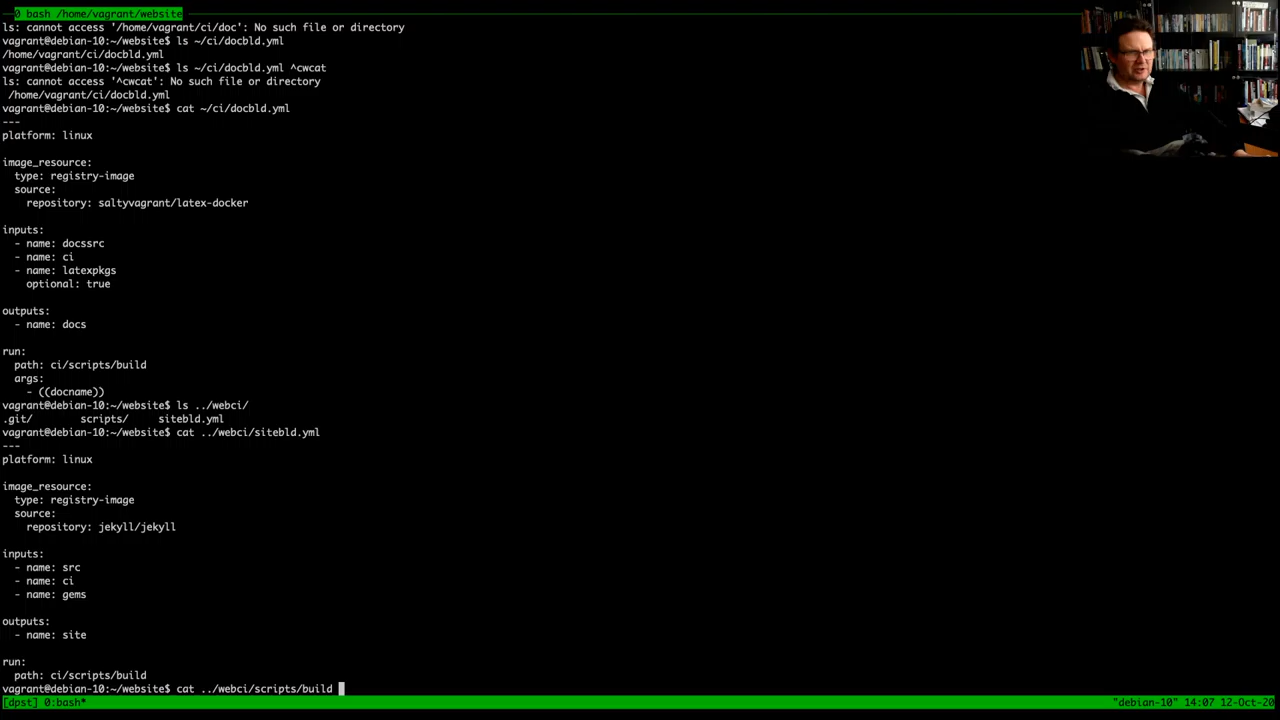 0 bash /home/vagrant/website
ls: cannot access '/home/vagrant/ci/doc': No such file or directory
vagrant@debian-10:~/website$ ls ~/ci/docbld.yml
/home/vagrant/ci/docbld.yml
vagrant@debian-10:~/website$ ls ~/ci/docbld.yml ^cwcat
ls: cannot access '^cwcat': No such file or directory
/home/vagrant/ci/docbld.yml
vagrant@debian-10:~/website$ cat ~/ci/docbld.yml
---
platform: linux
image_resource:
type: registry-image
source:
repository: saltyvagrant/latex-docker
inputs:
- name: docssrc
- name: ci
- name: latexpkgs
optional: true
outputs:
- name: docs
run:
path: ci/scripts/build
args:
- ((docname))
vagrant@debian-10:~/website$ ls ../webci/
.git/ scripts/ sitebld.yml
vagrant@debian-10:~/website$ cat ../webci/sitebld.yml
---
platform: linux
image_resource:
type: registry-image
source:
repository: jekyll/jekyll
inputs:
- name: src
- name: ci
- name: gems
outputs:
- name: site
run:
path: ci/scripts/build
vagrant@debian-10:~/website$ cat ../webci/scripts/build
[dpst] 0:bash* "debian-10" 14:07 12-Oct-20